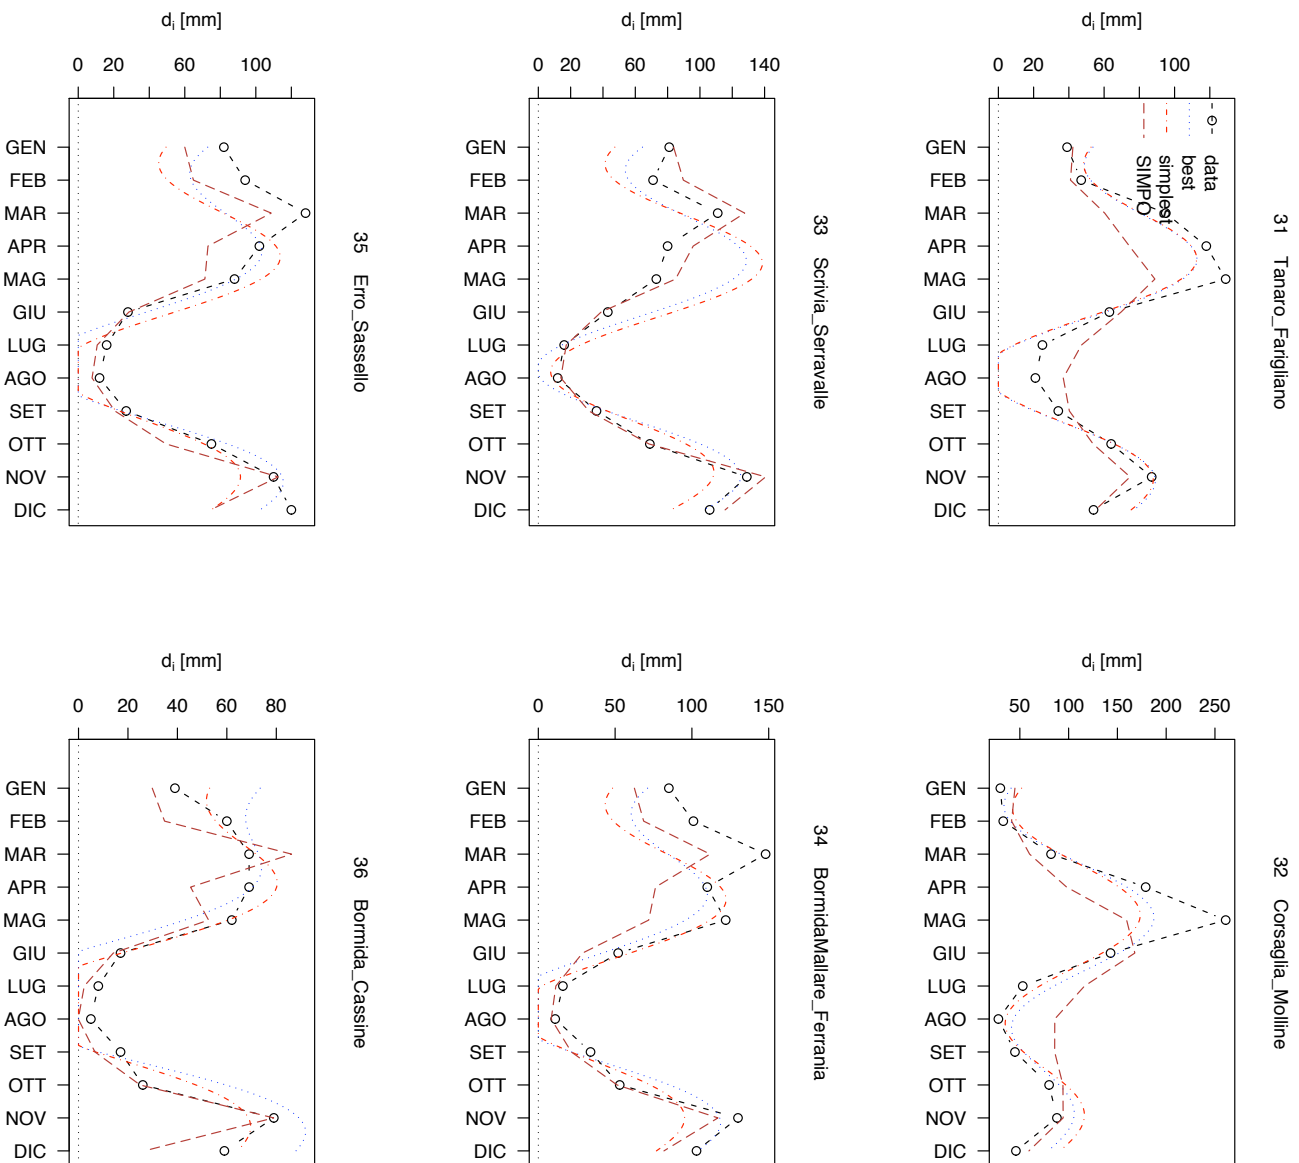 31 Tanaro_Farigliano
d_i [mm]
0 20 60 100
GEN
FEB
MAR
APR
MAG
GIU
LUG
AGO
SET
OTT
NOV
DIC
data
best
simplest
SIMPO
32 Corsaglia_Molline
d_i [mm]
50 100 150 200 250
GEN
FEB
MAR
APR
MAG
GIU
LUG
AGO
SET
OTT
NOV
DIC
33 Scrivia_Serravalle
d_i [mm]
0 20 60 100 140
GEN
FEB
MAR
APR
MAG
GIU
LUG
AGO
SET
OTT
NOV
DIC
34 BormidaMallare_Ferrania
d_i [mm]
0 50 100 150
GEN
FEB
MAR
APR
MAG
GIU
LUG
AGO
SET
OTT
NOV
DIC
35 Erro_Sassello
d_i [mm]
0 20 60 100
GEN
FEB
MAR
APR
MAG
GIU
LUG
AGO
SET
OTT
NOV
DIC
36 Bormida_Cassine
d_i [mm]
0 20 40 60 80
GEN
FEB
MAR
APR
MAG
GIU
LUG
AGO
SET
OTT
NOV
DIC